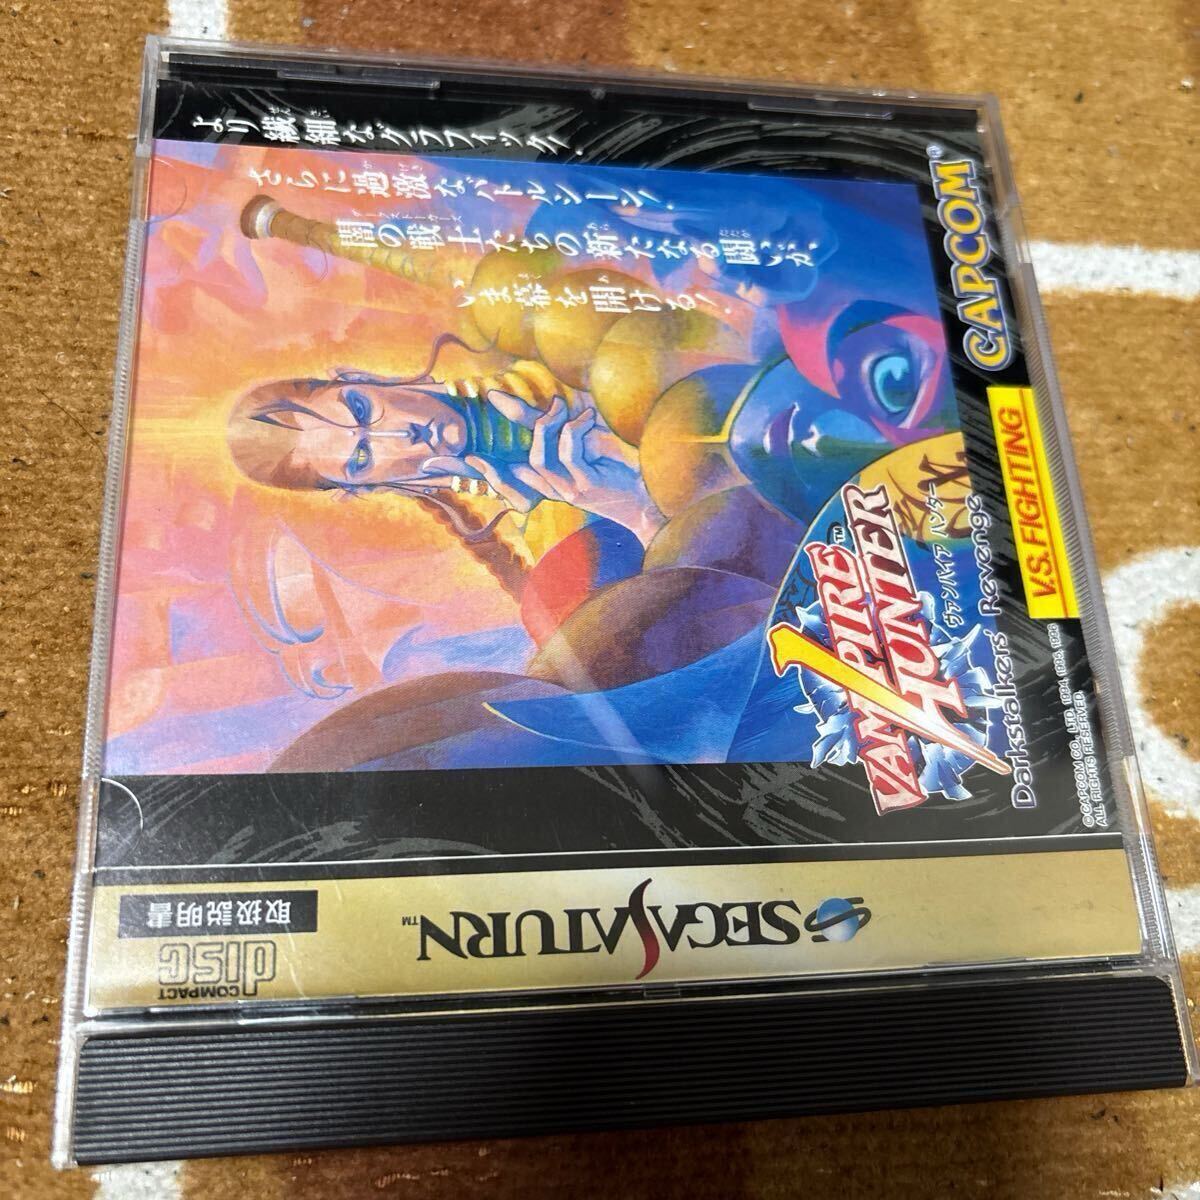 より繊細なグラフィック、
さらに過激なバトルシーン！
闇の戦士たちの新たなる闘いが、
いま幕を開ける！
CAPCOM®
V.S. FIGHTING
VAMPIRE™
HUNTER
ヴァンパイア ハンター
Darkstalkers' Revenge
©CAPCOM CO., LTD. 1994, 1995, 1996
ALL RIGHTS RESERVED.
SEGA SATURN™
取扱説明書
COMPACT
disc